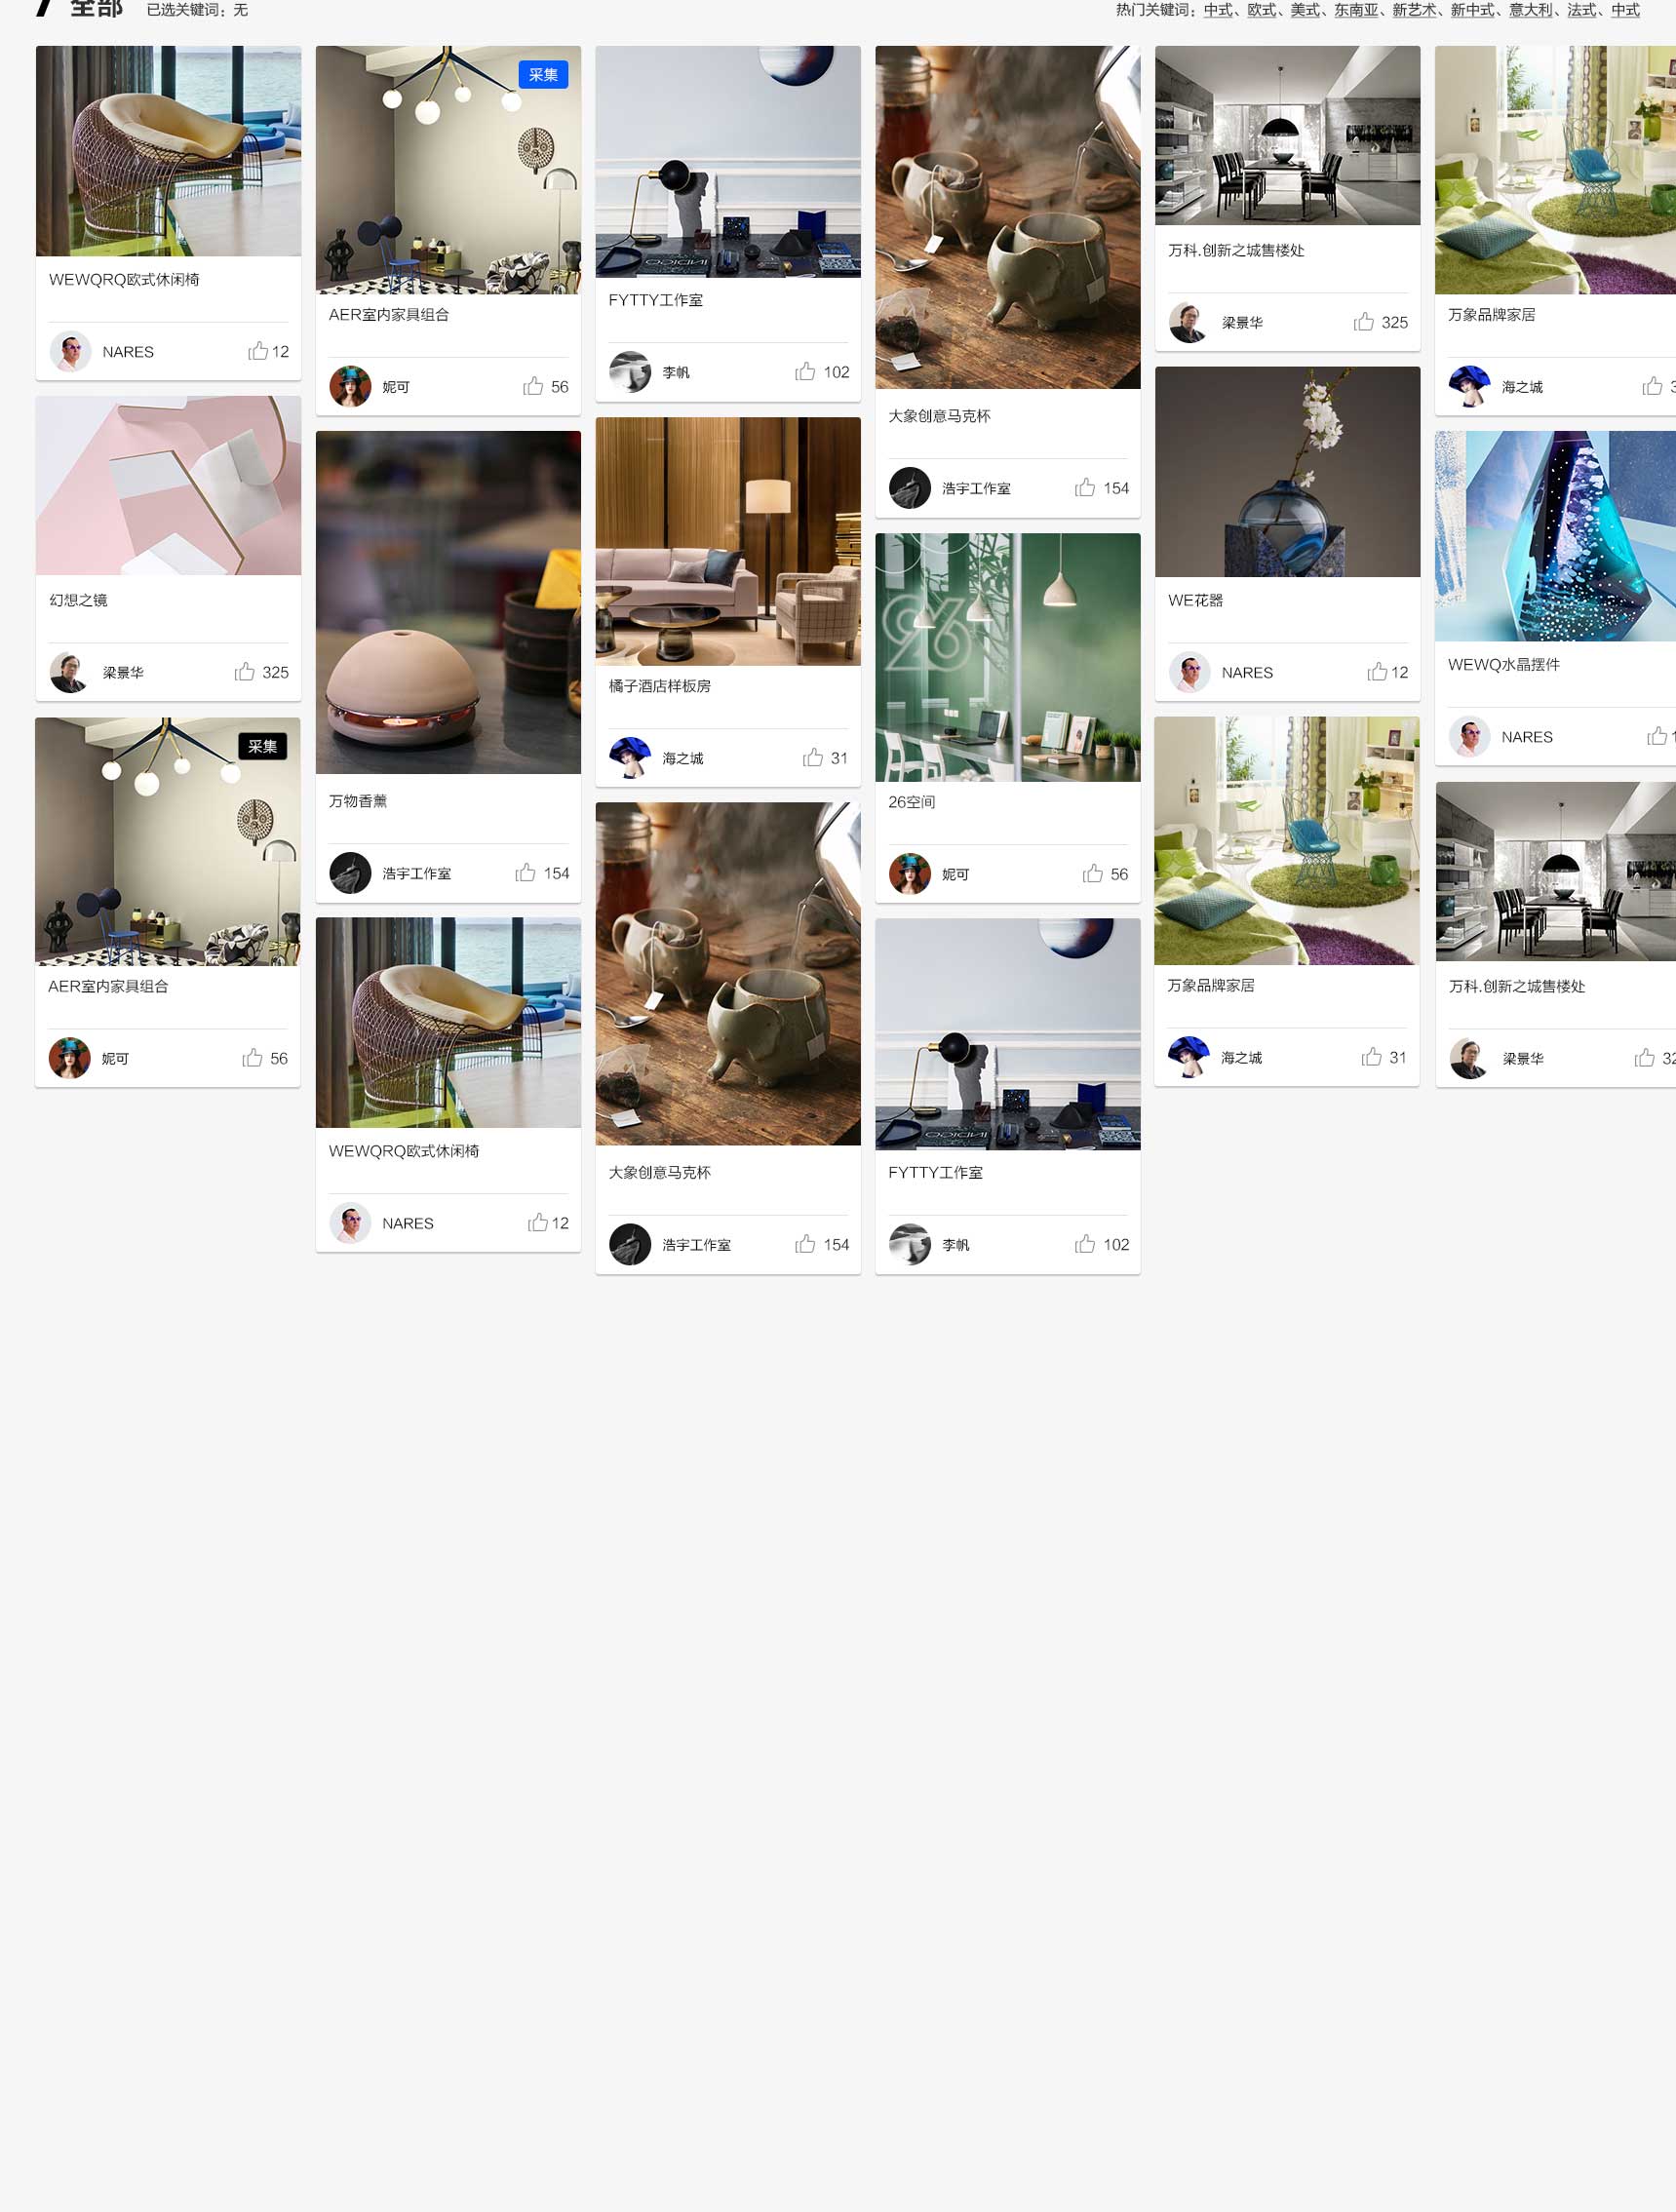 全部
已选关键词：无
热门关键词：中式、欧式、美式、东南亚、新艺术、新中式、意大利、法式、中式
WEWQRQ欧式休闲椅
NARES
12
幻想之镜
梁景华
325
采集
AER室内家具组合
妮可
56
采集
AER室内家具组合
妮可
56
万物香薰
浩宇工作室
154
WEWQRQ欧式休闲椅
NARES
12
FYTTY工作室
李帆
102
橘子酒店样板房
海之城
31
大象创意马克杯
浩宇工作室
154
大象创意马克杯
浩宇工作室
154
26
26空间
妮可
56
FYTTY工作室
李帆
102
万科.创新之城售楼处
梁景华
325
WE花器
NARES
12
万象品牌家居
海之城
31
万象品牌家居
海之城
WEWQ水晶摆件
NARES
万科.创新之城售楼处
梁景华